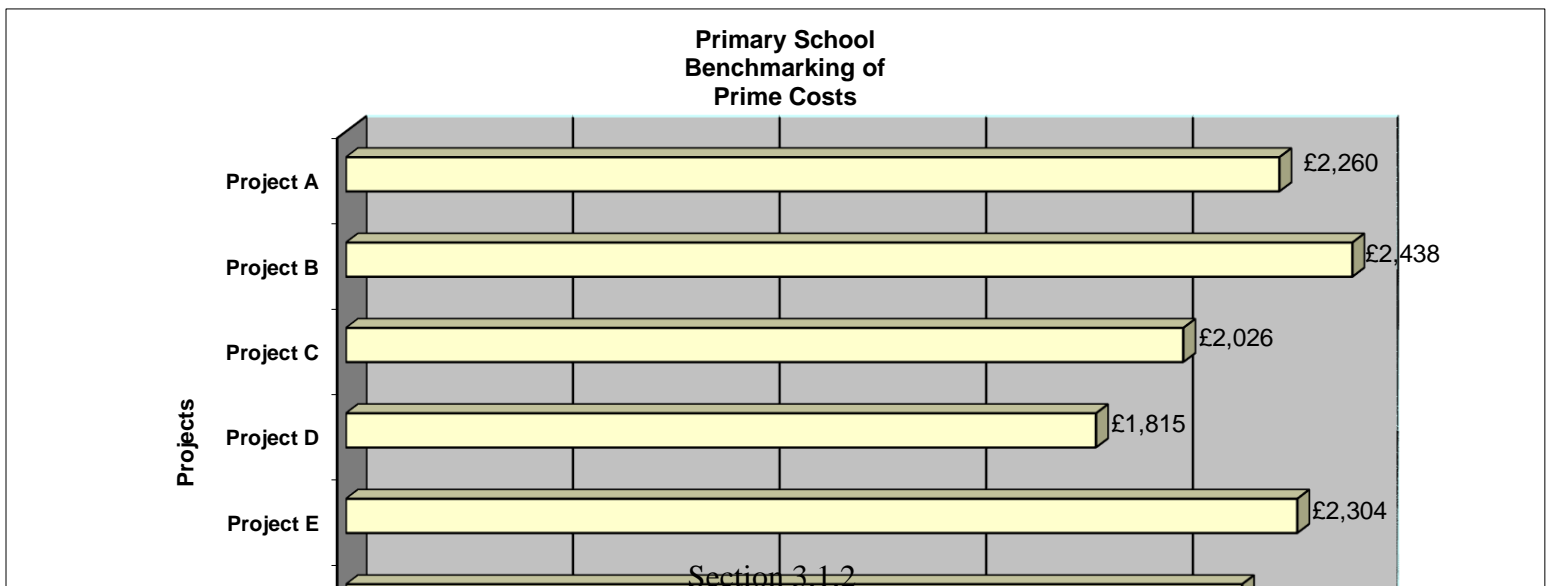 Primary School
Benchmarking of
Prime Costs
Project A
£2,260
Project B
£2,438
Project C
£2,026
Projects
Project D
£1,815
Project E
£2,304
Section 3.1.2